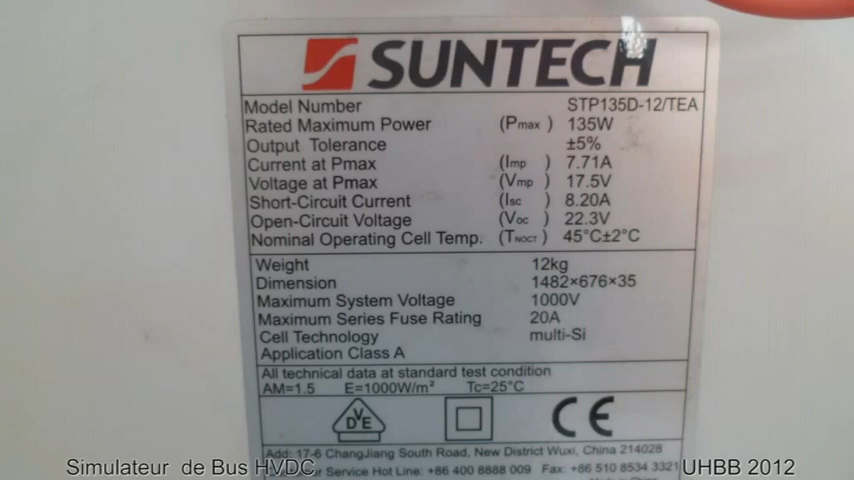 SUNTECH
Model Number STP135D-12/TEA
Rated Maximum Power (Pmax) 135W
Output Tolerance ±5%
Current at Pmax (Imp) 7.71A
Voltage at Pmax (Vmp) 17.5V
Short-Circuit Current (Isc) 8.20A
Open-Circuit Voltage (Voc) 22.3V
Nominal Operating Cell Temp. (TNOCT) 45°C±2°C
Weight 12kg
Dimension 1482×676×35
Maximum System Voltage 1000V
Maximum Series Fuse Rating 20A
Cell Technology multi-Si
Application Class A
All technical data at standard test condition
AM=1.5 E=1000W/m² Tc=25°C
VDE CE
Add: 17-6 ChangJiang South Road, New District Wuxi, China 214028
Service Hot Line: +86 400 8888 009 Fax: +86 510 8534 3321
Simulateur de Bus HVDC UHBB 2012